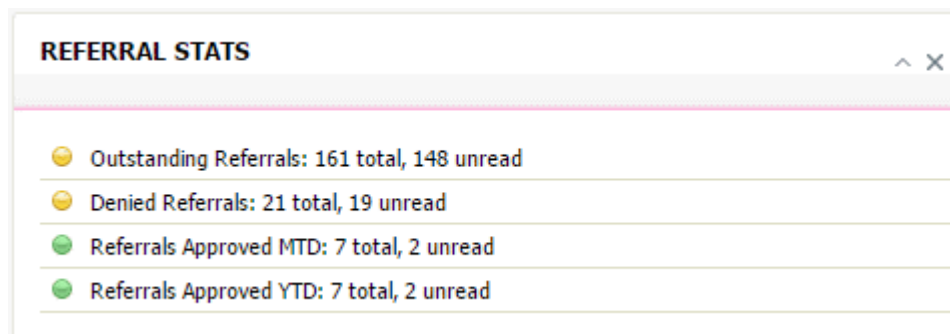 REFERRAL STATS
Outstanding Referrals: 161 total, 148 unread
Denied Referrals: 21 total, 19 unread
Referrals Approved MTD: 7 total, 2 unread
Referrals Approved YTD: 7 total, 2 unread